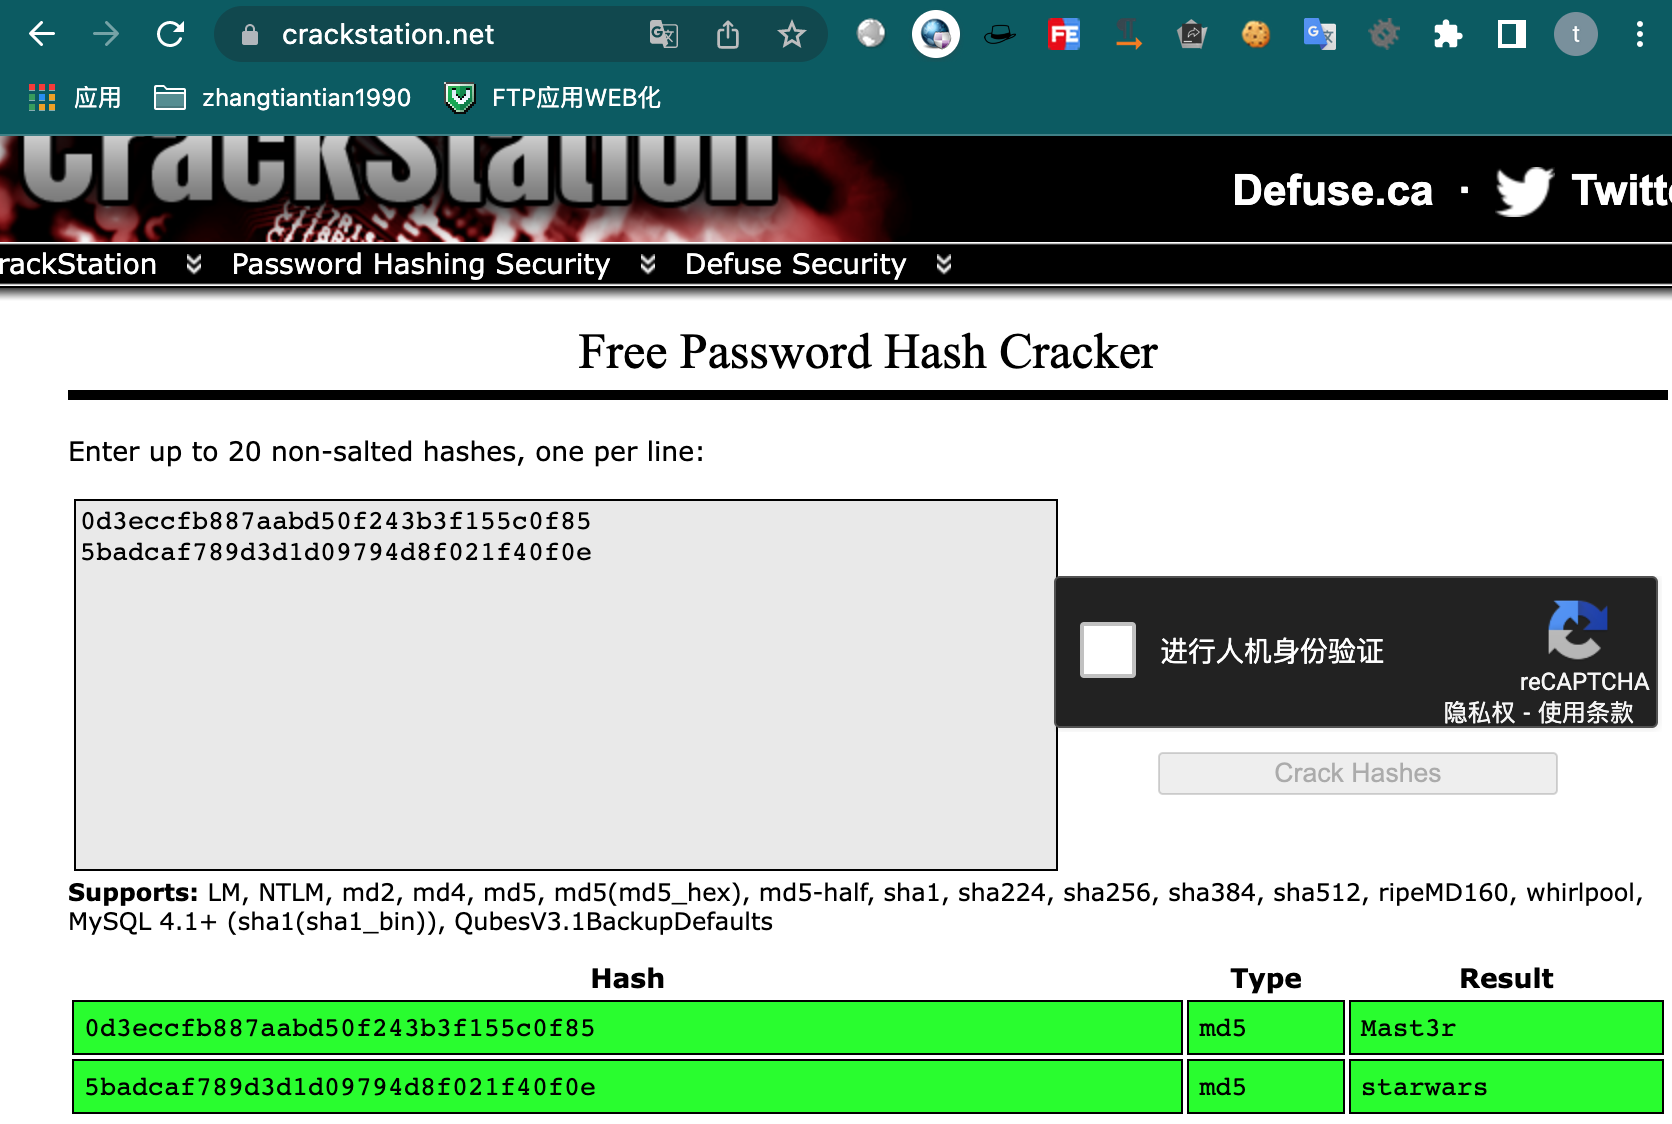 crackstation.net
FE
t
应用
zhangtiantian1990
FTP应用WEB化
CrackStation
Defuse.ca · Twitte
rackStation
Password Hashing Security
Defuse Security
Free Password Hash Cracker
Enter up to 20 non-salted hashes, one per line:
0d3eccfb887aabd50f243b3f155c0f85
5badcaf789d3d1d09794d8f021f40f0e
进行人机身份验证
reCAPTCHA
隐私权 - 使用条款
Crack Hashes
Supports: LM, NTLM, md2, md4, md5, md5(md5_hex), md5-half, sha1, sha224, sha256, sha384, sha512, ripeMD160, whirlpool,
MySQL 4.1+ (sha1(sha1_bin)), QubesV3.1BackupDefaults
Hash Type Result
0d3eccfb887aabd50f243b3f155c0f85 md5 Mast3r
5badcaf789d3d1d09794d8f021f40f0e md5 starwars